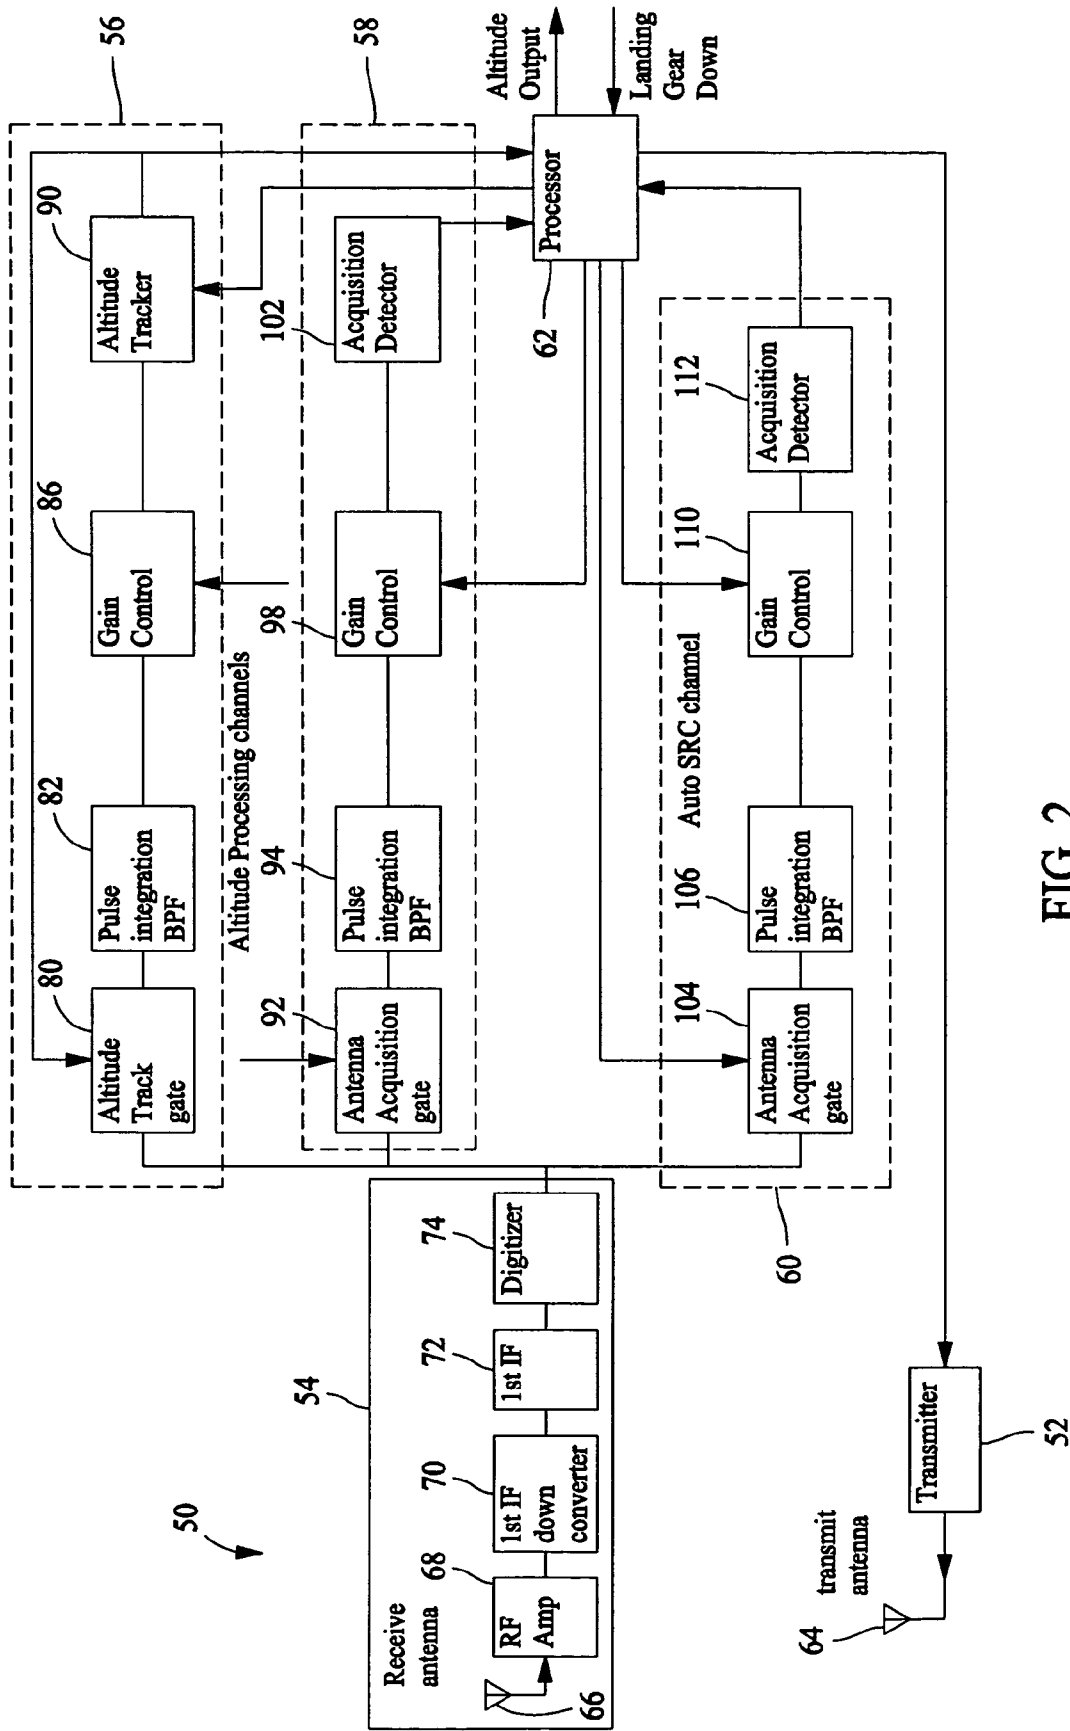 50
54
Receive
antenna
66
68
RF
Amp
70
1st IF
down
converter
72
1st IF
74
Digitizer
56
80
Altitude
Track
gate
82
Pulse
integration
BPF
86
Gain
Control
90
Altitude
Tracker
Altitude Processing channels
58
92
Antenna
Acquisition
gate
94
Pulse
integration
BPF
98
Gain
Control
102
Acquisition
Detector
62
Processor
Altitude
Output
Landing
Gear
Down
60
Auto SRC channel
104
Antenna
Acquisition
gate
106
Pulse
integration
BPF
110
Gain
Control
112
Acquisition
Detector
64
transmit
antenna
Transmitter
52
FIG. 2